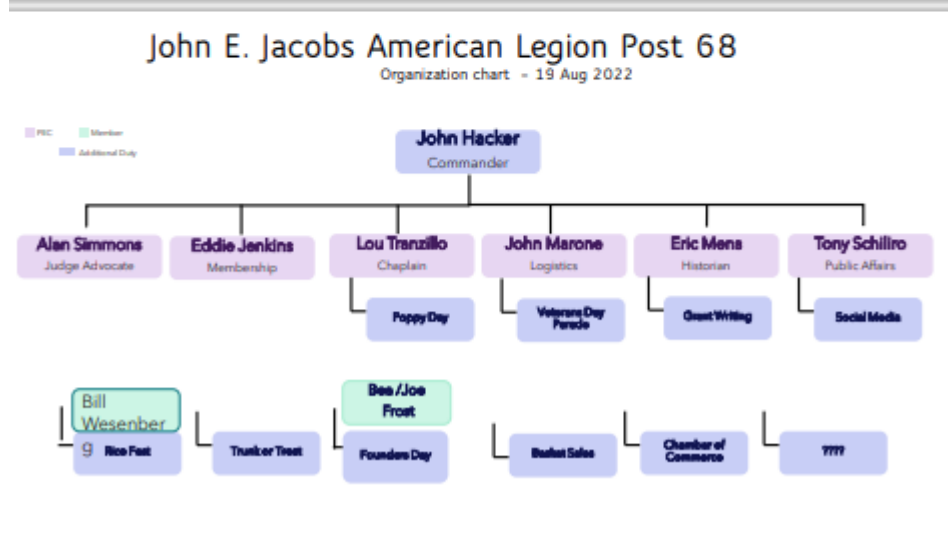 John E. Jacobs American Legion Post 68
Organization chart - 19 Aug 2022
PEC
Member
Additional Duty
John Hacker
Commander
Alan Simmons
Judge Advocate
Eddie Jenkins
Membership
Lou Tranzillo
Chaplain
John Marone
Logistics
Eric Mena
Historian
Tony Schiliro
Public Affairs
Poppy Day
Veterans Day
Parade
Grant Writing
Social Media
Bill
Wesenber
g
Rice Fest
Trunk or Treat
Bea /Joe
Frost
Founders Day
Basket Sales
Chamber of
Commerce
????